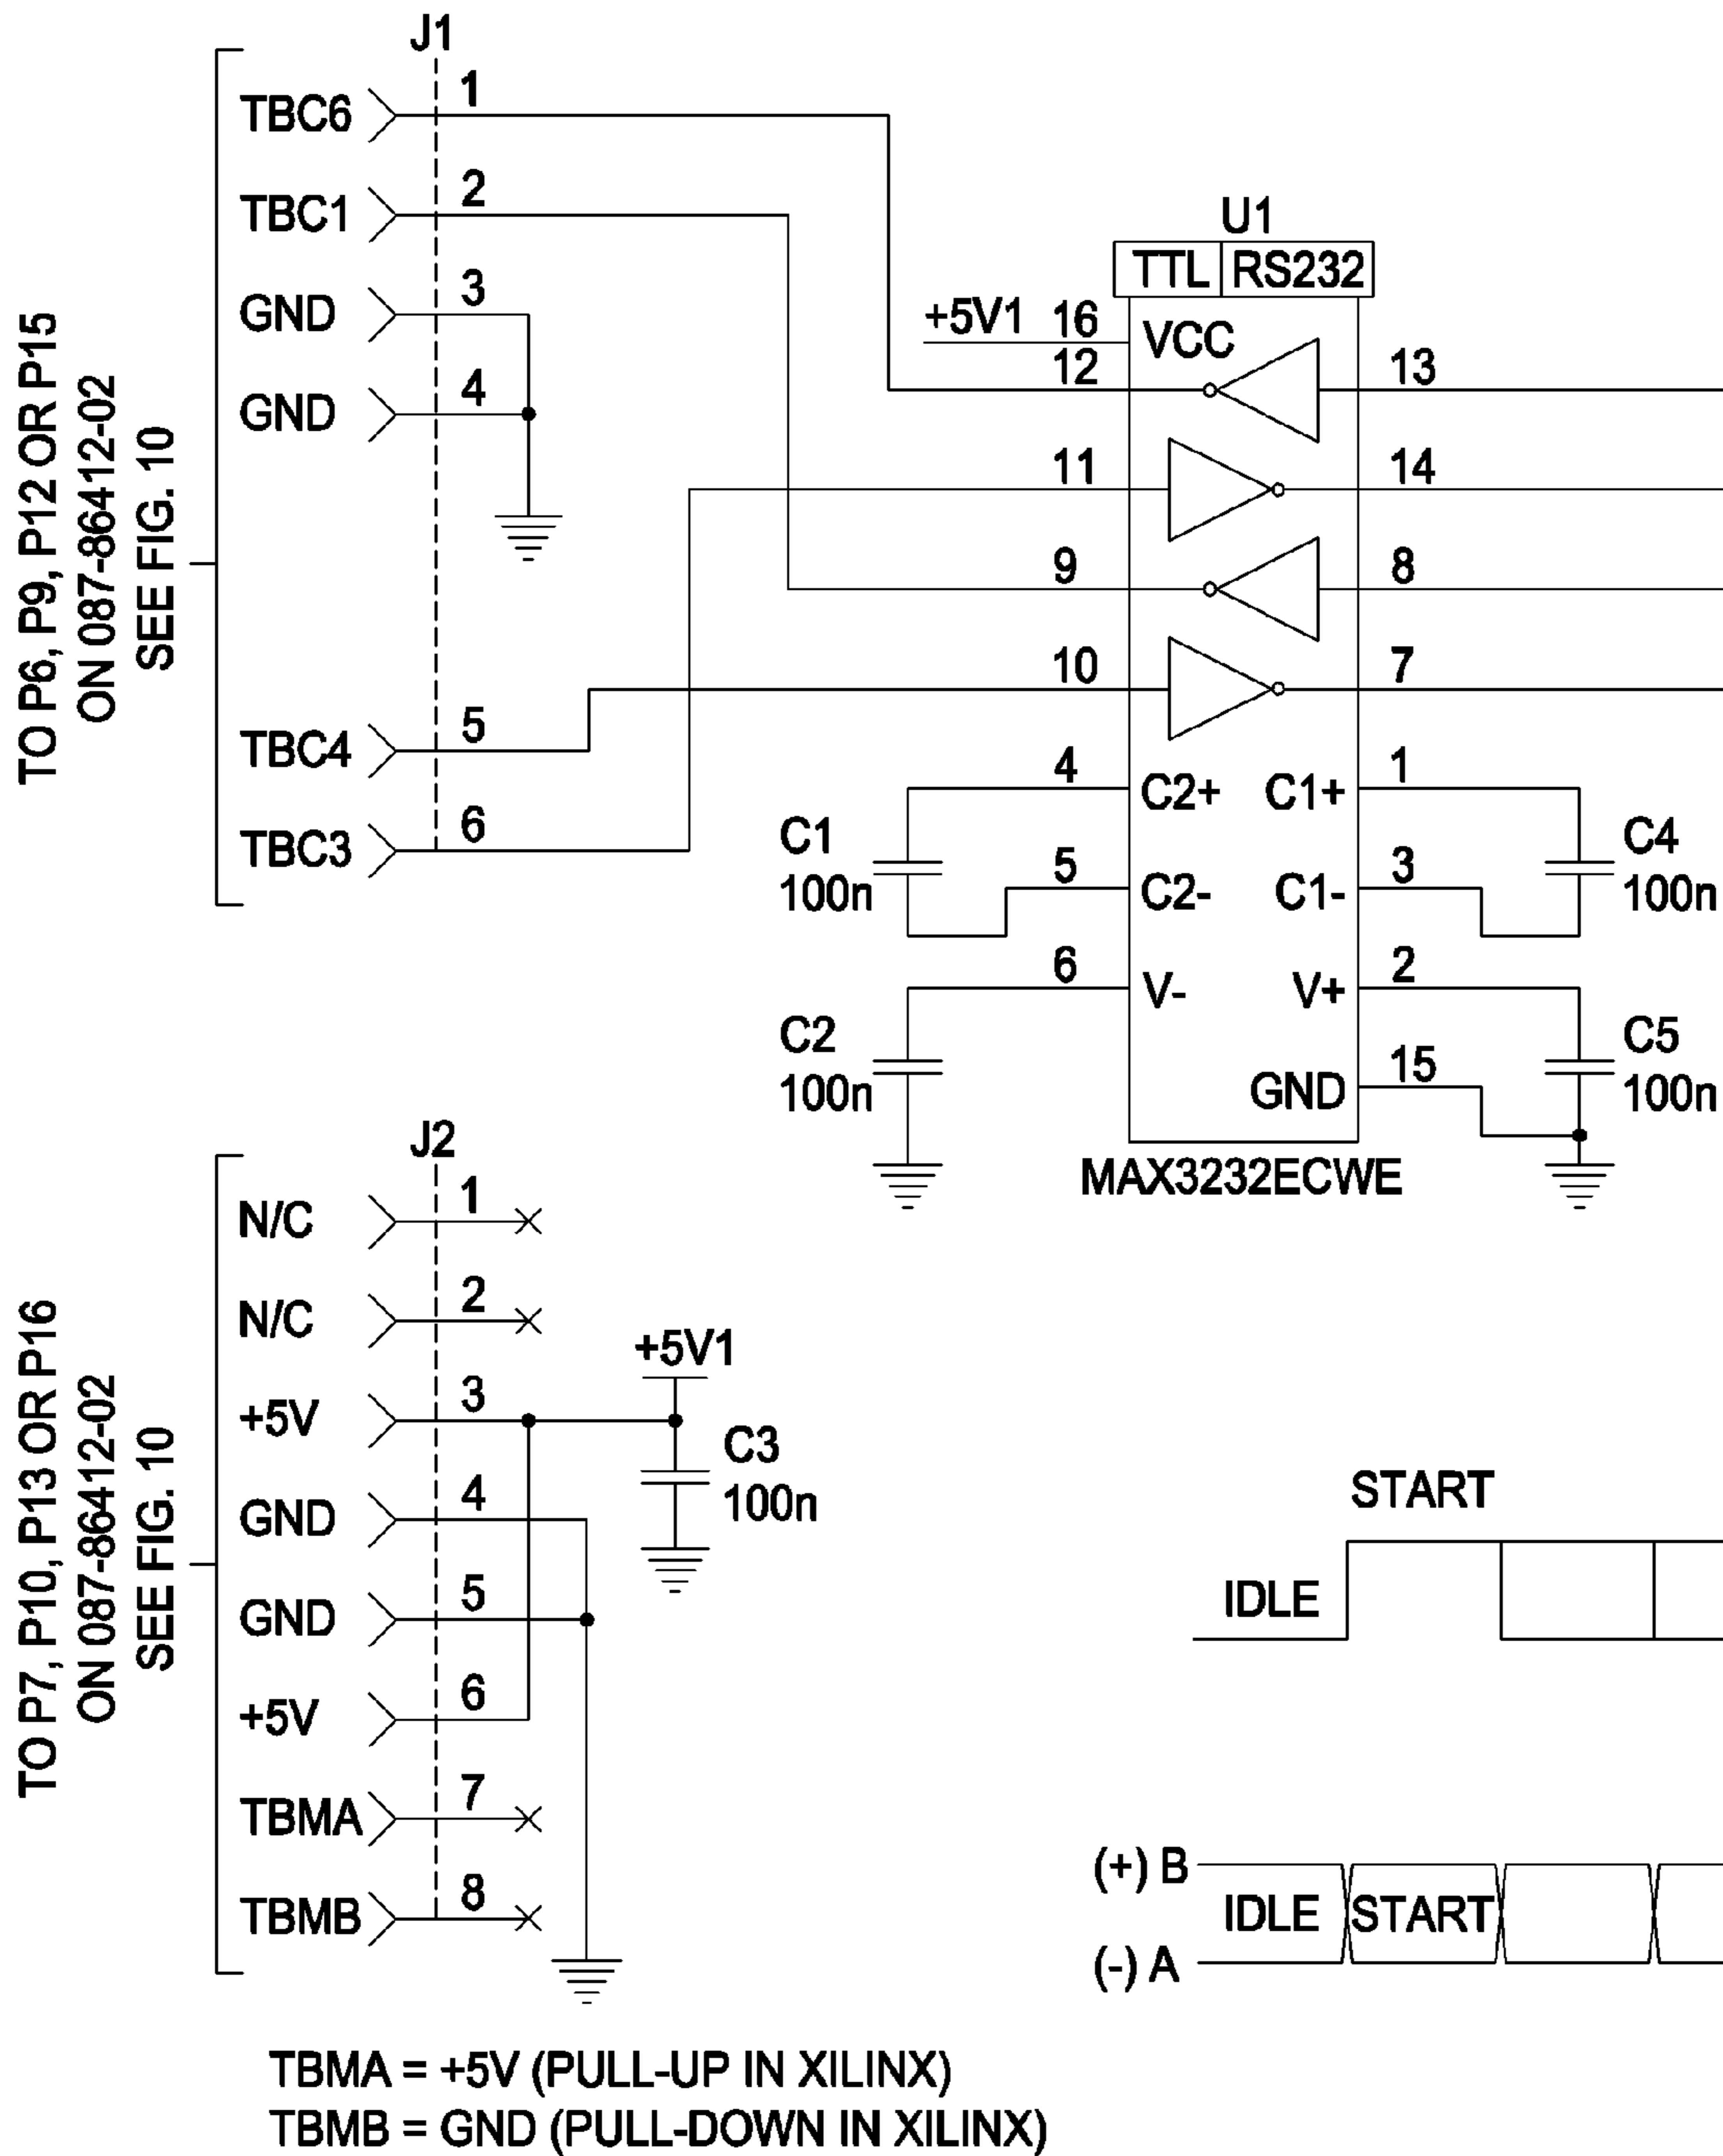 J1
TO P6, P9, P12 OR P15
ON 087-86412-02
SEE FIG. 10
TBC6 1
TBC1 2
GND 3
GND 4
TBC4 5
TBC3 6
U1
TTL RS232
+5V1 16 VCC
12 13
11 14
9 8
10 7
4 C2+ C1+ 1
C1
100n
5 C2- C1- 3
C4
100n
6 V- V+ 2
C2
100n
GND 15
C5
100n
MAX3232ECWE
J2
TO P7, P10, P13 OR P16
ON 087-86412-02
SEE FIG. 10
N/C 1
N/C 2
+5V 3
GND 4
GND 5
+5V 6
TBMA 7
TBMB 8
+5V1
C3
100n
START
IDLE
(+) B
IDLE START
(-) A
TBMA = +5V (PULL-UP IN XILINX)
TBMB = GND (PULL-DOWN IN XILINX)